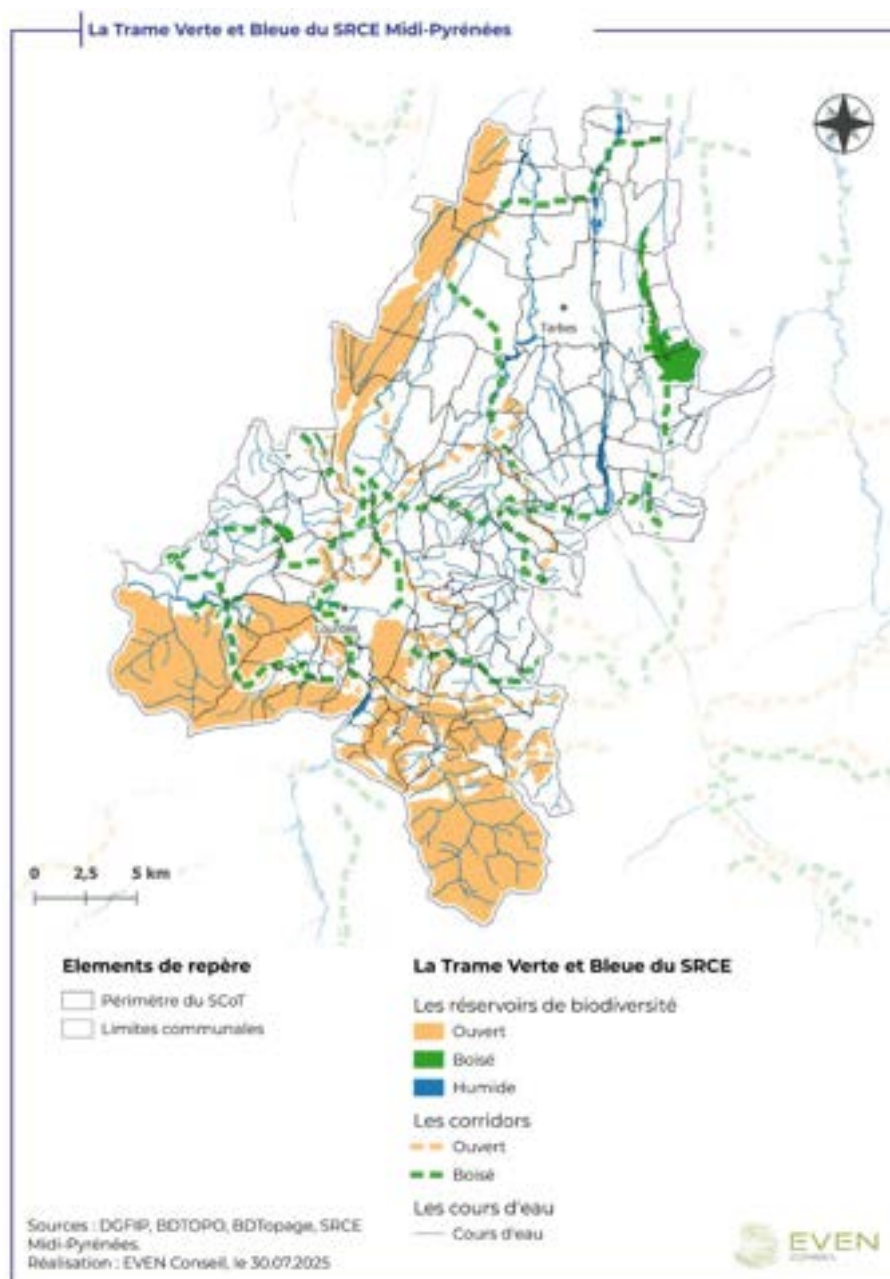 La Trame Verte et Bleue du SRCE Midi-Pyrénées
Tarbes
Lourdes
0 2,5 5 km
Elements de repère
Périmètre du SCoT
Limites communales
La Trame Verte et Bleue du SRCE
Les réservoirs de biodiversité
Ouvert
Boisé
Humide
Les corridors
Ouvert
Boisé
Les cours d'eau
Cours d'eau
Sources : DGFIP, BDTOPO, BDTopage, SRCE
Midi-Pyrénées.
Réalisation : EVEN Conseil, le 30.07.2025
EVEN
CONSEIL